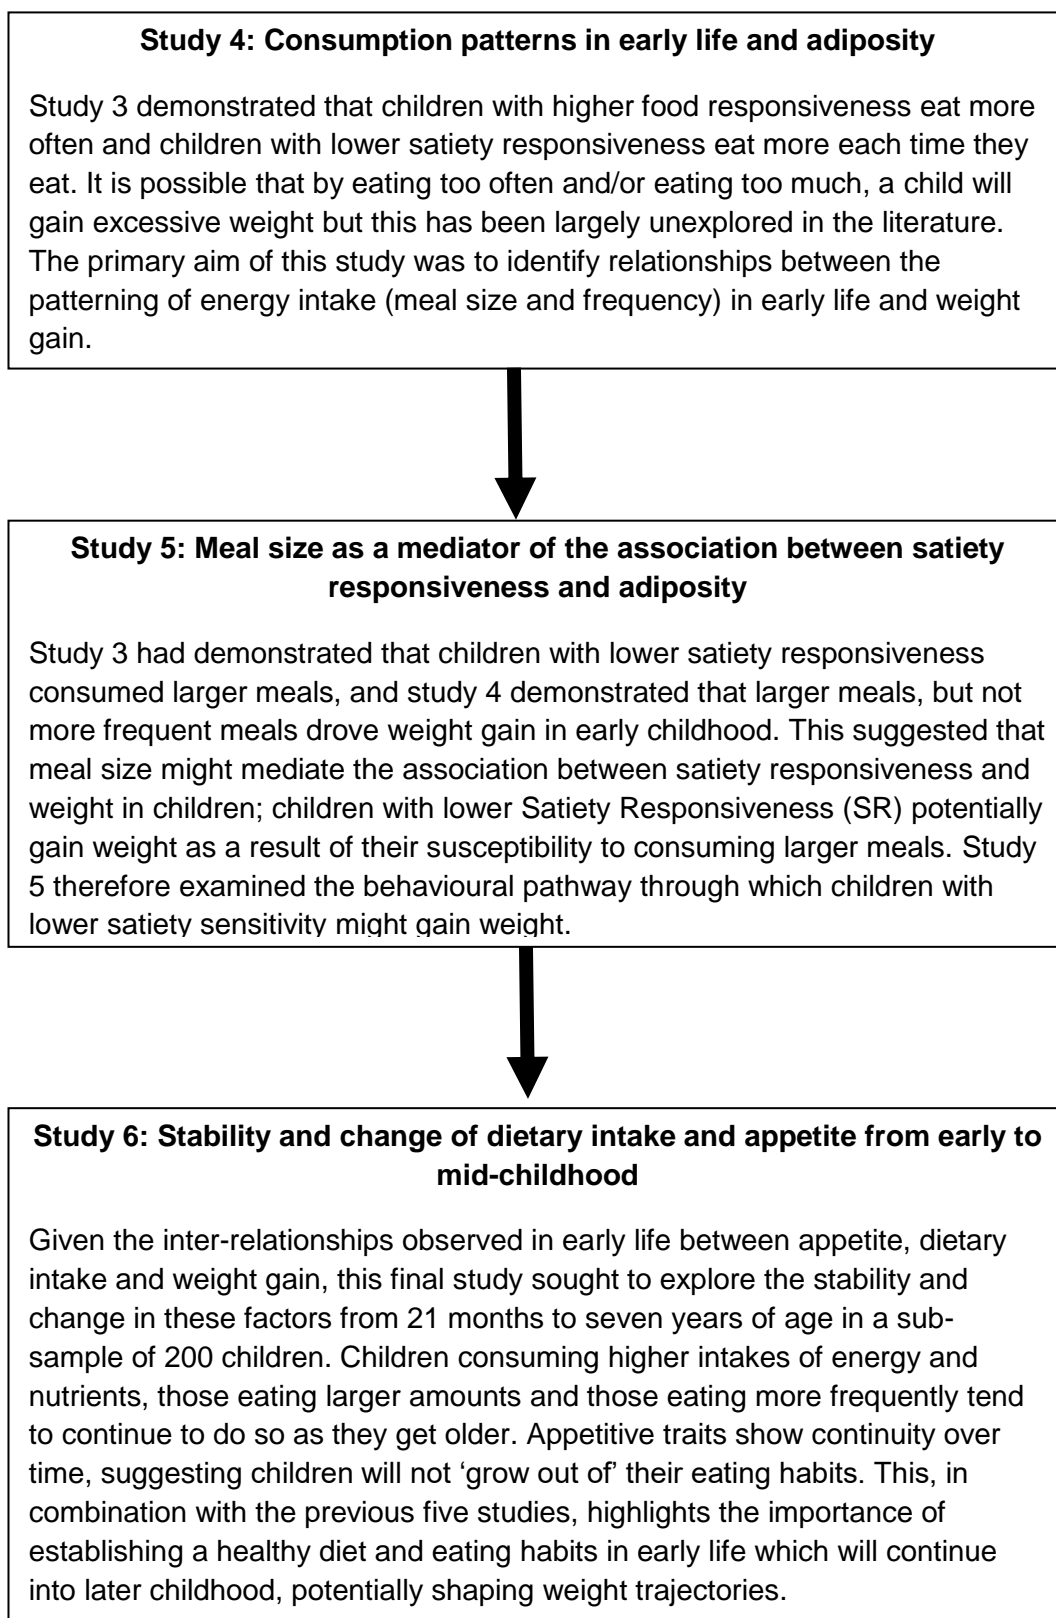 Study 4: Consumption patterns in early life and adiposity
Study 3 demonstrated that children with higher food responsiveness eat more
often and children with lower satiety responsiveness eat more each time they
eat. It is possible that by eating too often and/or eating too much, a child will
gain excessive weight but this has been largely unexplored in the literature.
The primary aim of this study was to identify relationships between the
patterning of energy intake (meal size and frequency) in early life and weight
gain.
Study 5: Meal size as a mediator of the association between satiety
responsiveness and adiposity
Study 3 had demonstrated that children with lower satiety responsiveness
consumed larger meals, and study 4 demonstrated that larger meals, but not
more frequent meals drove weight gain in early childhood. This suggested that
meal size might mediate the association between satiety responsiveness and
weight in children; children with lower Satiety Responsiveness (SR) potentially
gain weight as a result of their susceptibility to consuming larger meals. Study
5 therefore examined the behavioural pathway through which children with
lower satiety sensitivity might gain weight.
Study 6: Stability and change of dietary intake and appetite from early to
mid-childhood
Given the inter-relationships observed in early life between appetite, dietary
intake and weight gain, this final study sought to explore the stability and
change in these factors from 21 months to seven years of age in a sub-
sample of 200 children. Children consuming higher intakes of energy and
nutrients, those eating larger amounts and those eating more frequently tend
to continue to do so as they get older. Appetitive traits show continuity over
time, suggesting children will not ‘grow out of’ their eating habits. This, in
combination with the previous five studies, highlights the importance of
establishing a healthy diet and eating habits in early life which will continue
into later childhood, potentially shaping weight trajectories.